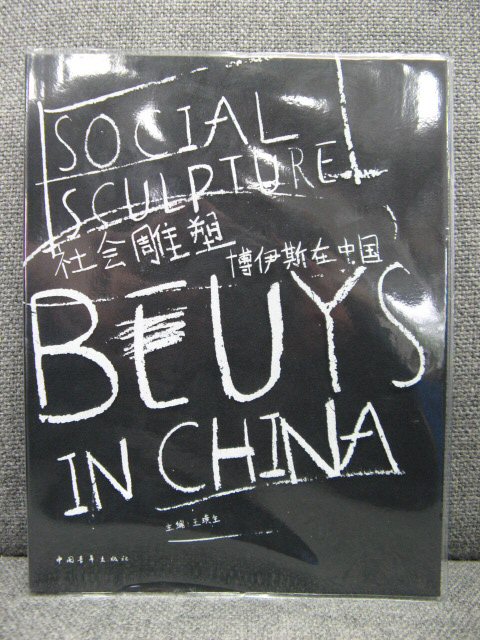 SOCIAL
SCULPTURE
社会雕塑
博伊斯在中国
BEUYS
IN CHINA
主编:王璜生
中国青年出版社